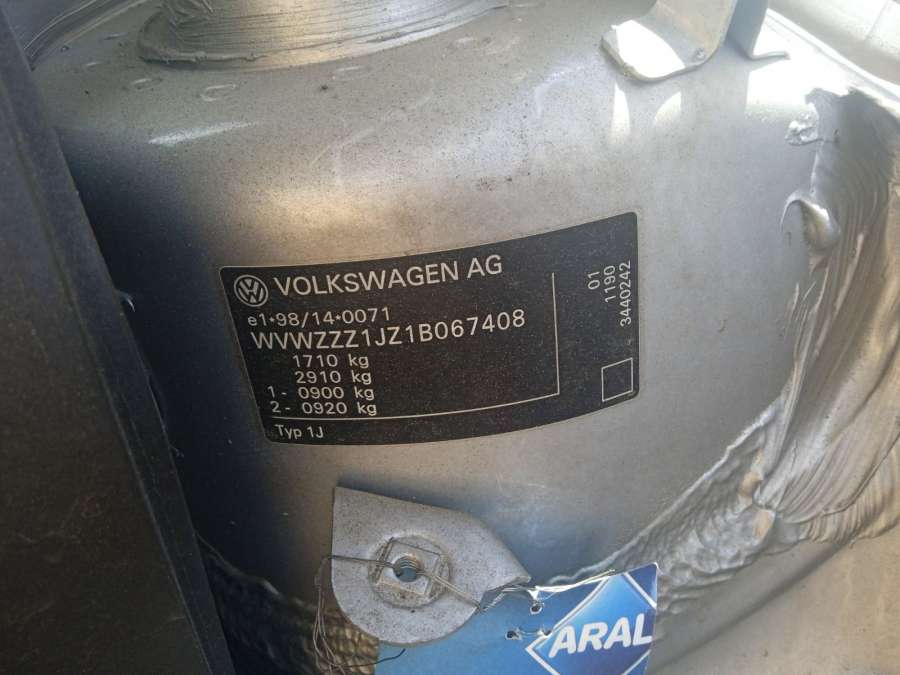 VOLKSWAGEN AG
e1*98/14*0071
WVWZZZ1JZ1B067408
1710 kg
2910 kg
1- 0900 kg
2- 0920 kg
Typ 1J
01
1190
3440242
ARAL